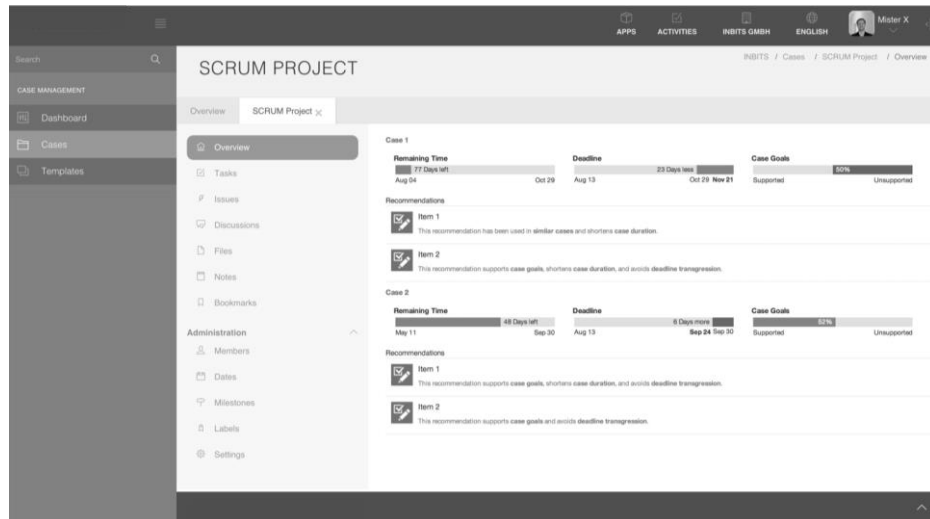 APPS
ACTIVITIES
INBITS GMBH
ENGLISH
Mister X
Search
CASE MANAGEMENT
Dashboard
Cases
Templates
SCRUM PROJECT
INBITS / Cases / SCRUM Project / Overview
Overview
SCRUM Project
Overview
Tasks
Issues
Discussions
Files
Notes
Bookmarks
Administration
Members
Dates
Milestones
Labels
Settings
Case 1
Remaining Time
Deadline
Case Goals
77 Days left
23 Days less
50%
Aug 04
Oct 29
Aug 13
Oct 29 Nov 21
Supported
Unsupported
Recommendations
Item 1
This recommendation has been used in similar cases and shortens case duration.
Item 2
This recommendation supports case goals, shortens case duration, and avoids deadline transgression.
Case 2
Remaining Time
Deadline
Case Goals
48 Days left
6 Days more
52%
May 11
Sep 30
Aug 13
Sep 24 Sep 30
Supported
Unsupported
Recommendations
Item 1
This recommendation supports case goals, shortens case duration, and avoids deadline transgression.
Item 2
This recommendation supports case goals and avoids deadline transgression.